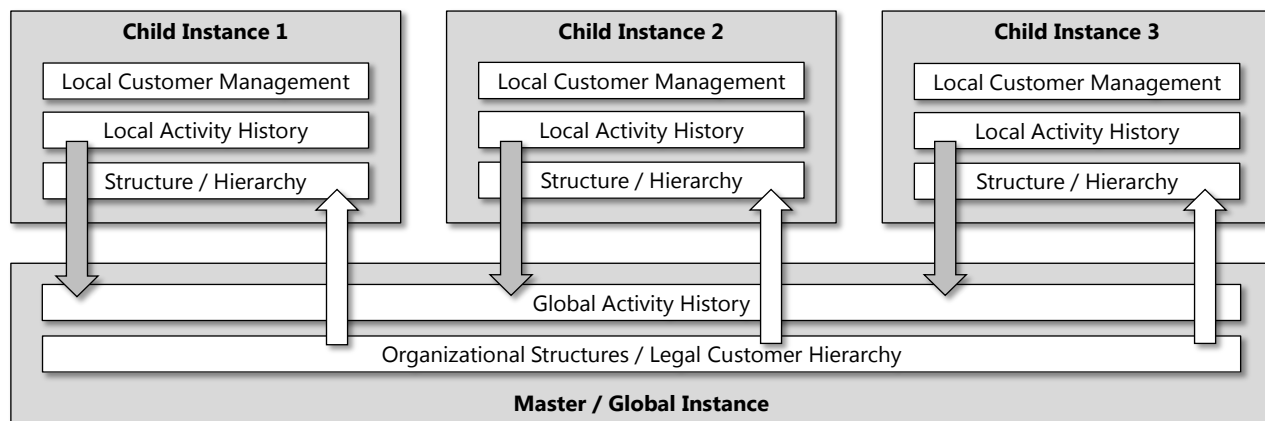 Child Instance 1
Local Customer Management
Local Activity History
Structure / Hierarchy
Child Instance 2
Local Customer Management
Local Activity History
Structure / Hierarchy
Child Instance 3
Local Customer Management
Local Activity History
Structure / Hierarchy
Global Activity History
Organizational Structures / Legal Customer Hierarchy
Master / Global Instance